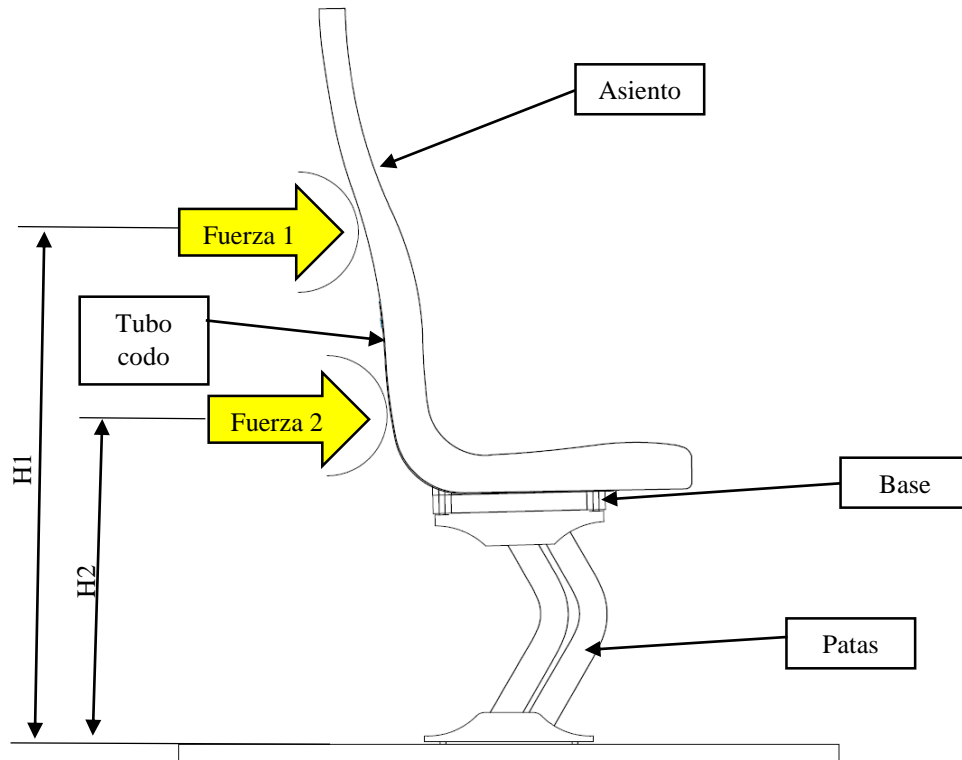 Asiento
Fuerza 1
Tubo
codo
Fuerza 2
H1
Base
H2
Patas